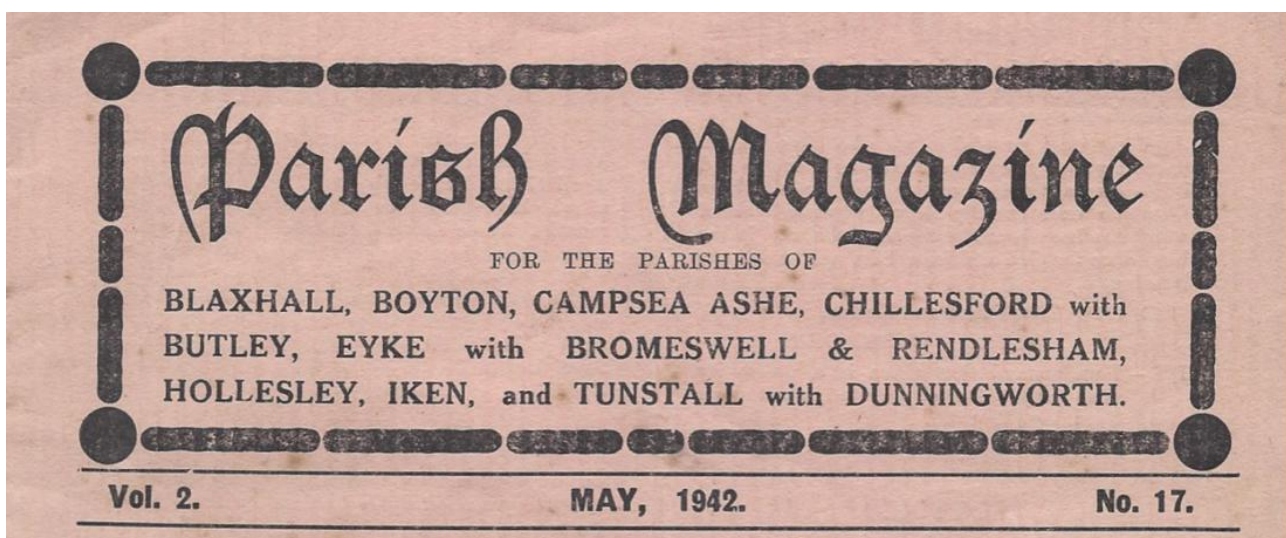 Parish Magazine
FOR THE PARISHES OF
BLAXHALL, BOYTON, CAMPSEA ASHE, CHILLESFORD with
BUTLEY, EYKE with BROMESWELL & RENDLESHAM,
HOLLESLEY, IKEN, and TUNSTALL with DUNNINGWORTH.
Vol. 2. MAY, 1942. No. 17.